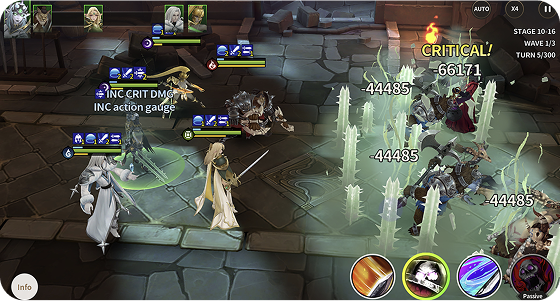 AUTO
X4
STAGE 10-16
WAVE 1/3
TURN 5/300
CRITICAL!
-66171
-44485
INC CRIT DMG
INC action gauge
-44485
-44485
Info
Passive